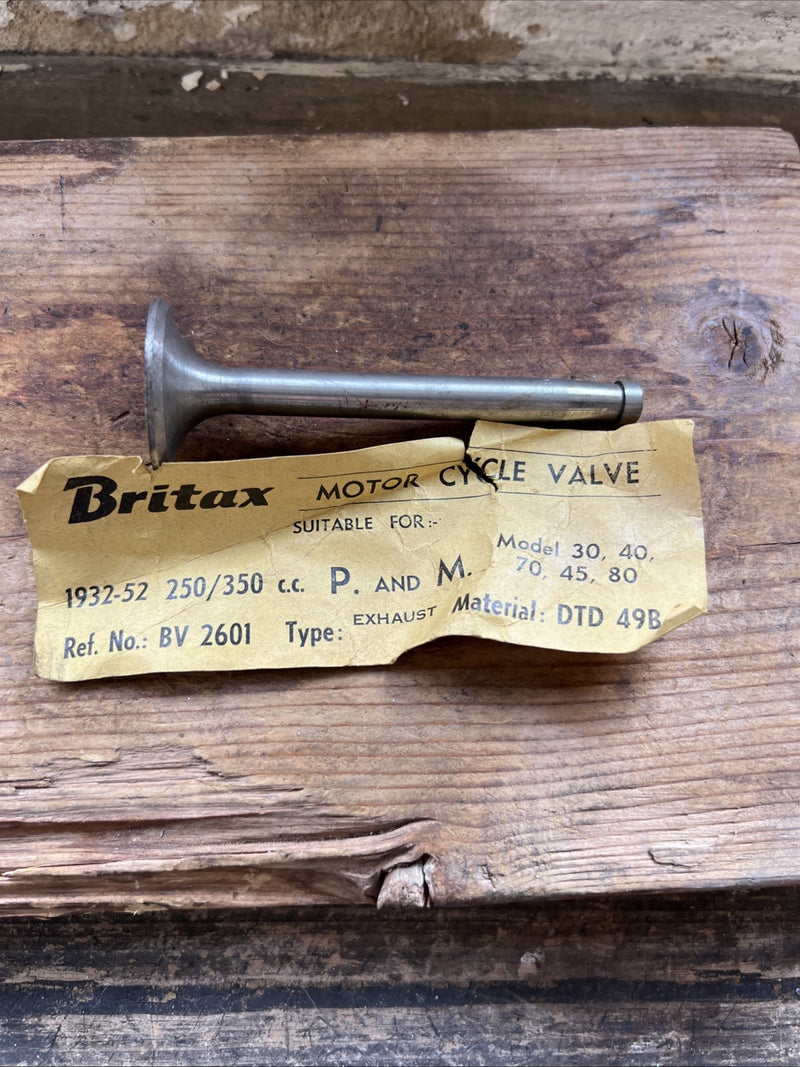 Britax MOTOR CYCLE VALVE
SUITABLE FOR:-
1932-52 250/350 c.c. P. AND M. Model 30, 40,
70, 45, 80
Ref. No.: BV 2601 Type: EXHAUST Material: DTD 49B